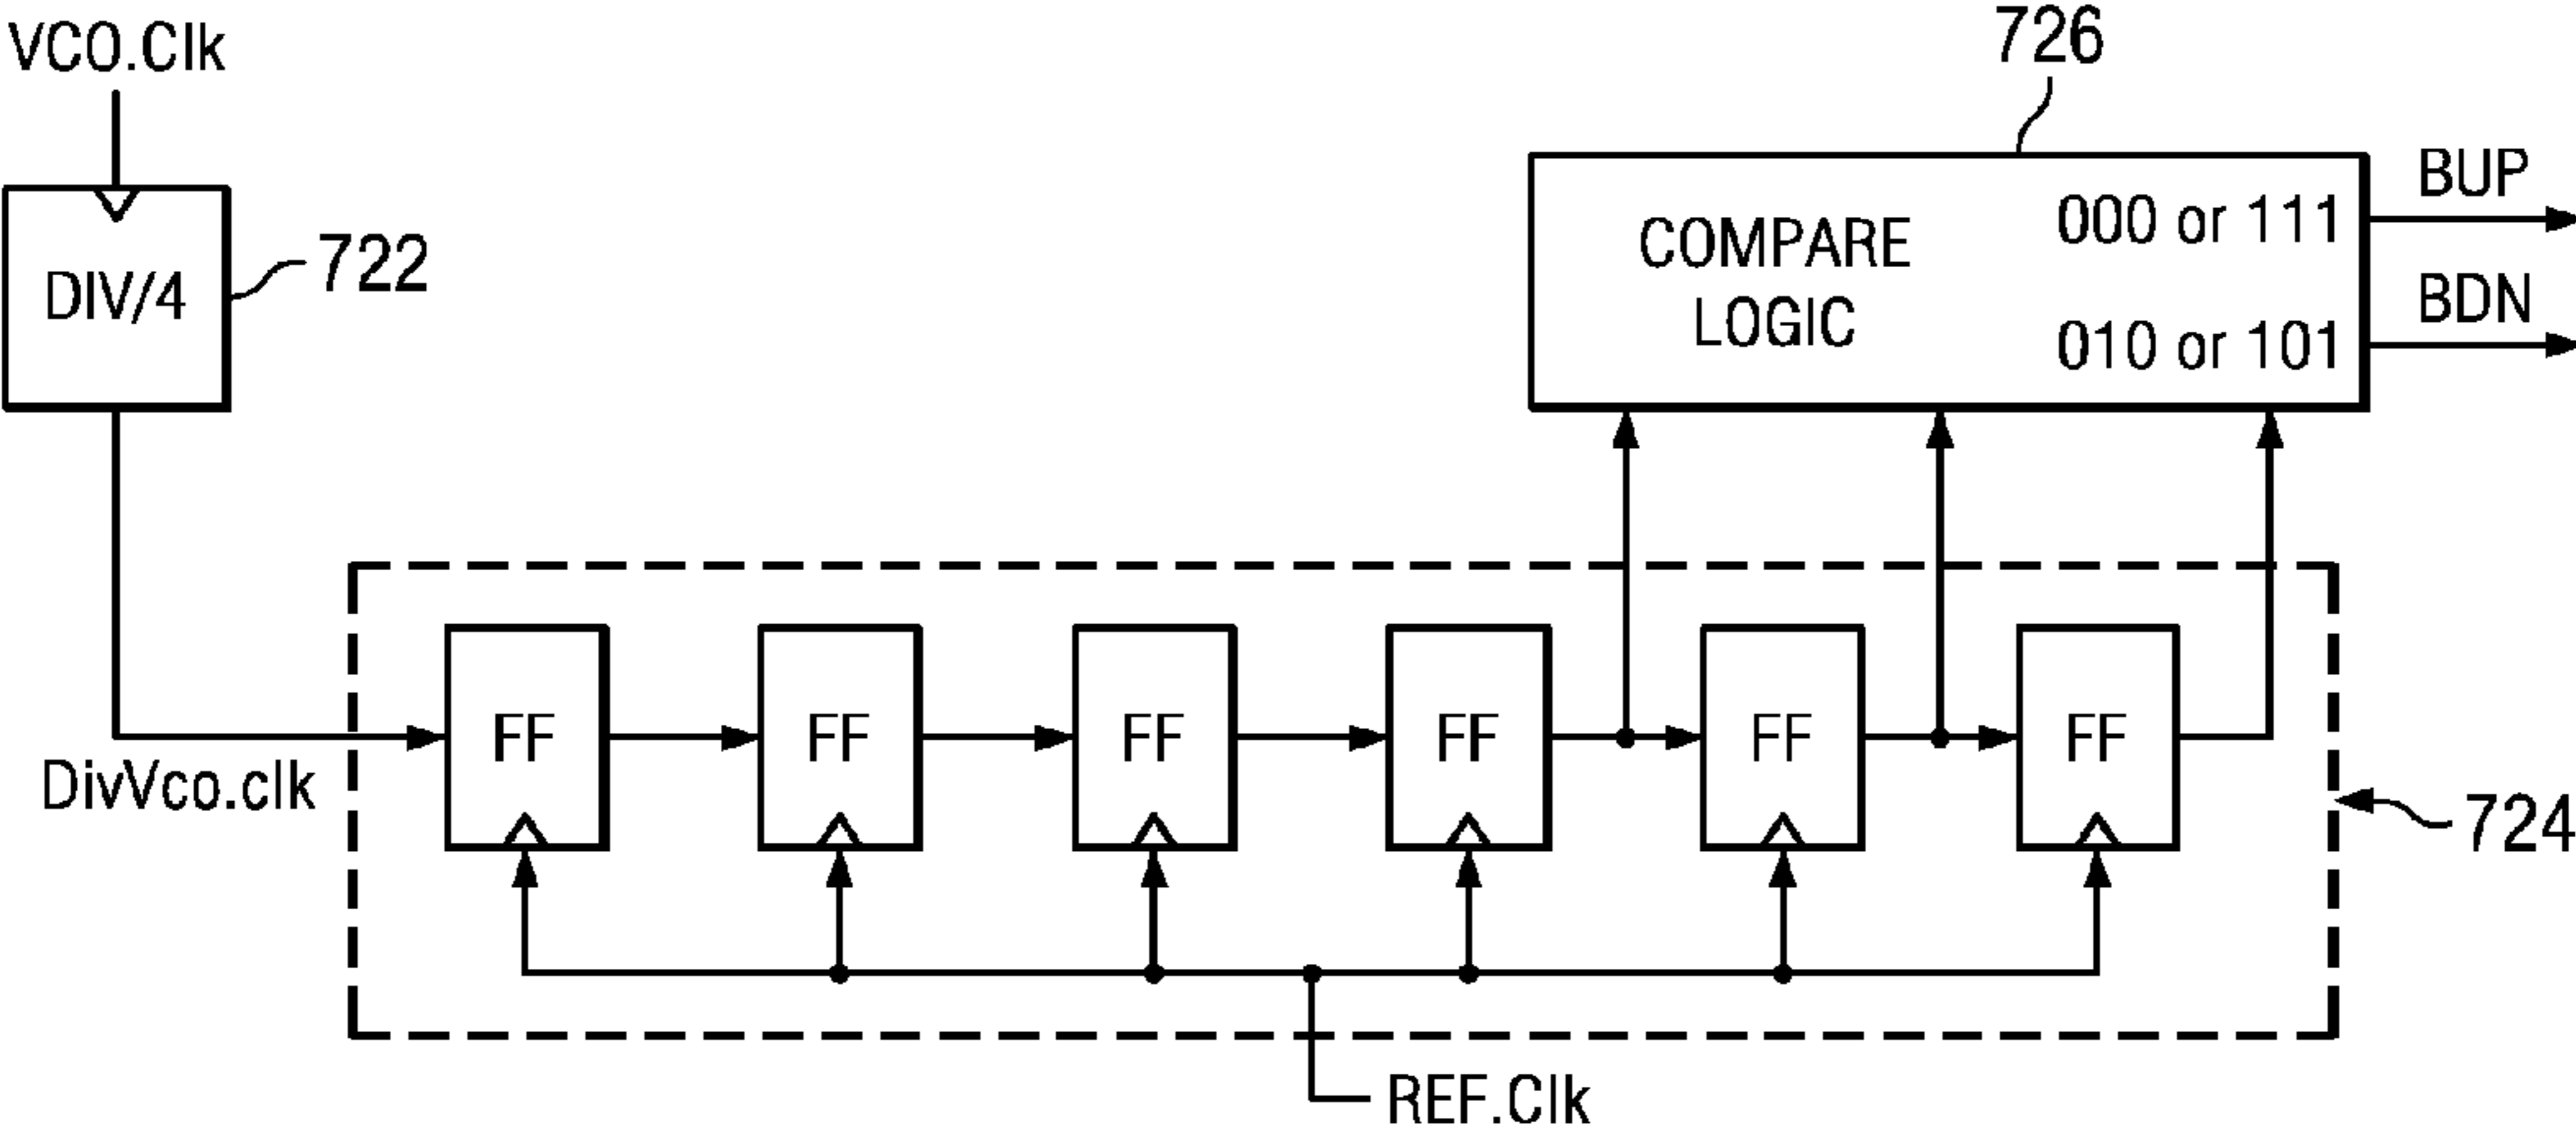 VCO.Clk
726
DIV/4
722
COMPARE
LOGIC
000 or 111
010 or 101
BUP
BDN
FF
FF
FF
FF
FF
FF
DivVco.clk
724
REF.Clk